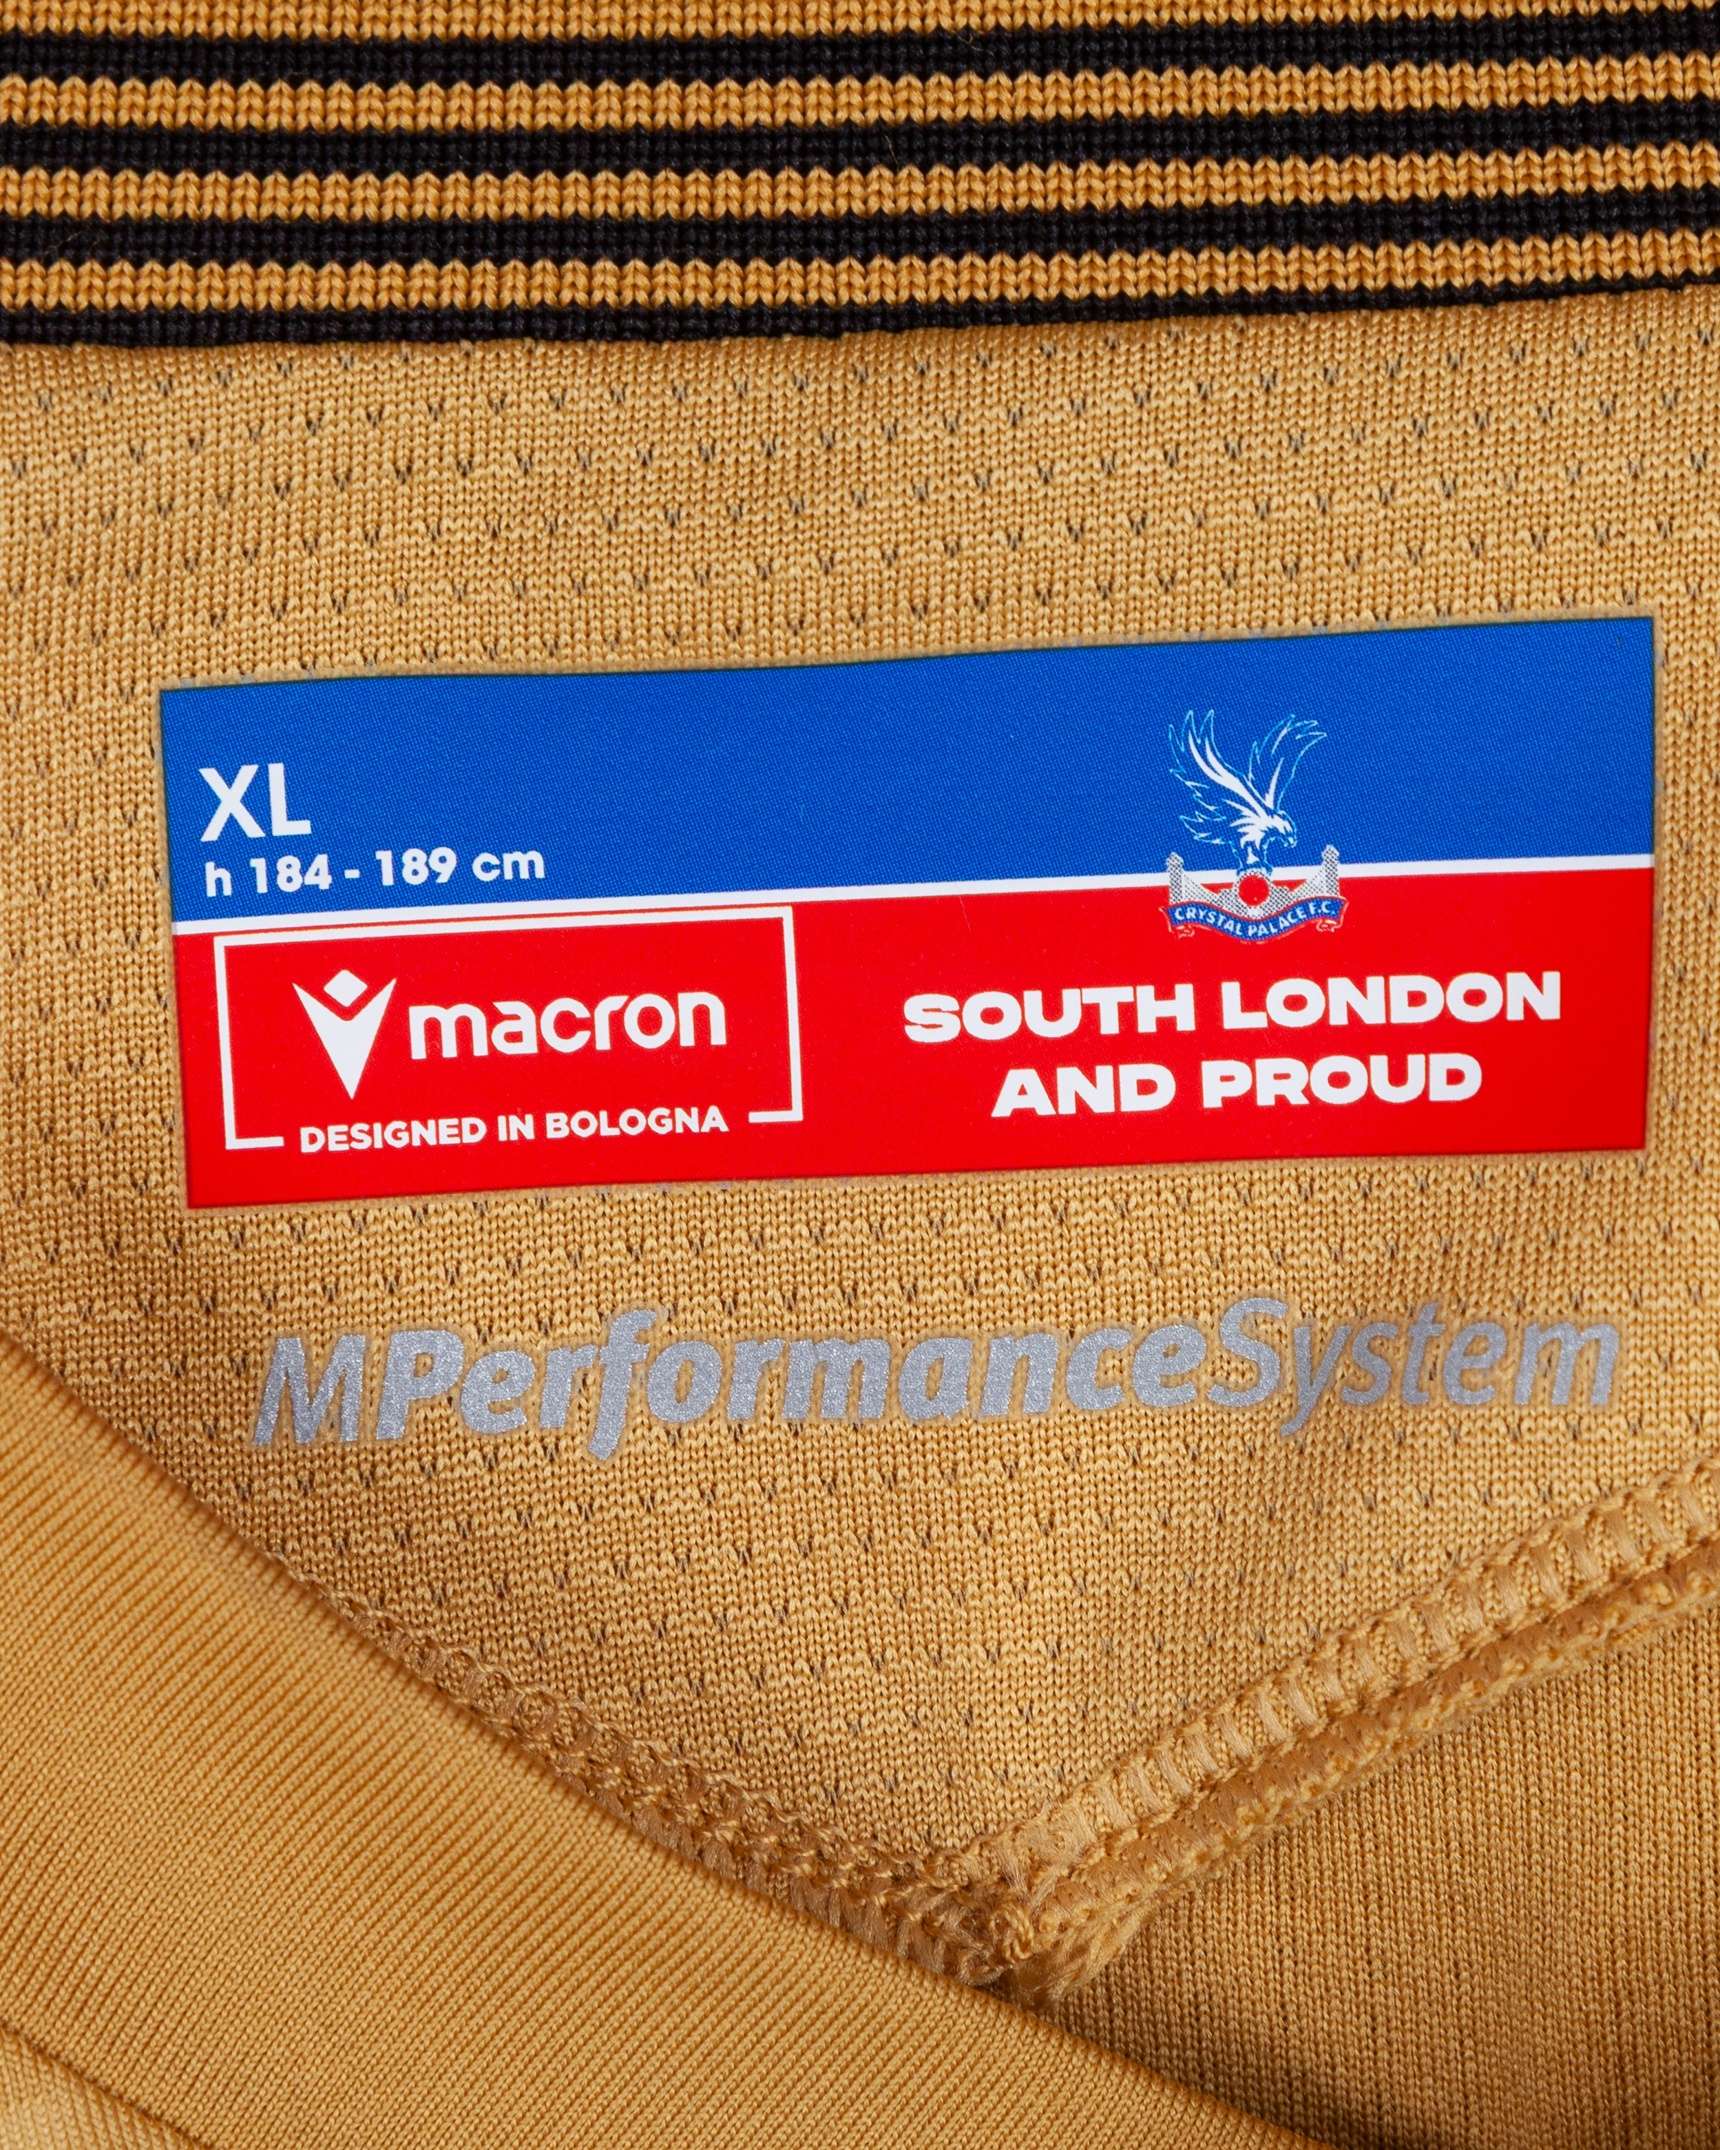 XL
h 184 - 189 cm
CRYSTAL PALACE F.C.
macron
DESIGNED IN BOLOGNA
SOUTH LONDON
AND PROUD
MPerformanceSystem